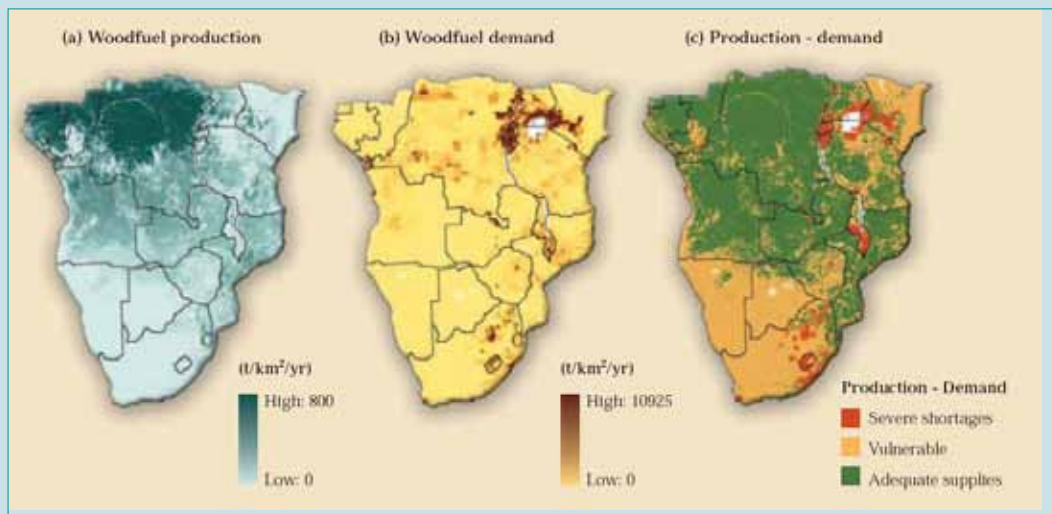 (a) Woodfuel production
(b) Woodfuel demand
(c) Production - demand
(t/km²/yr)
High: 800
Low: 0
(t/km²/yr)
High: 10925
Low: 0
Production - Demand
Severe shortages
Vulnerable
Adequate supplies